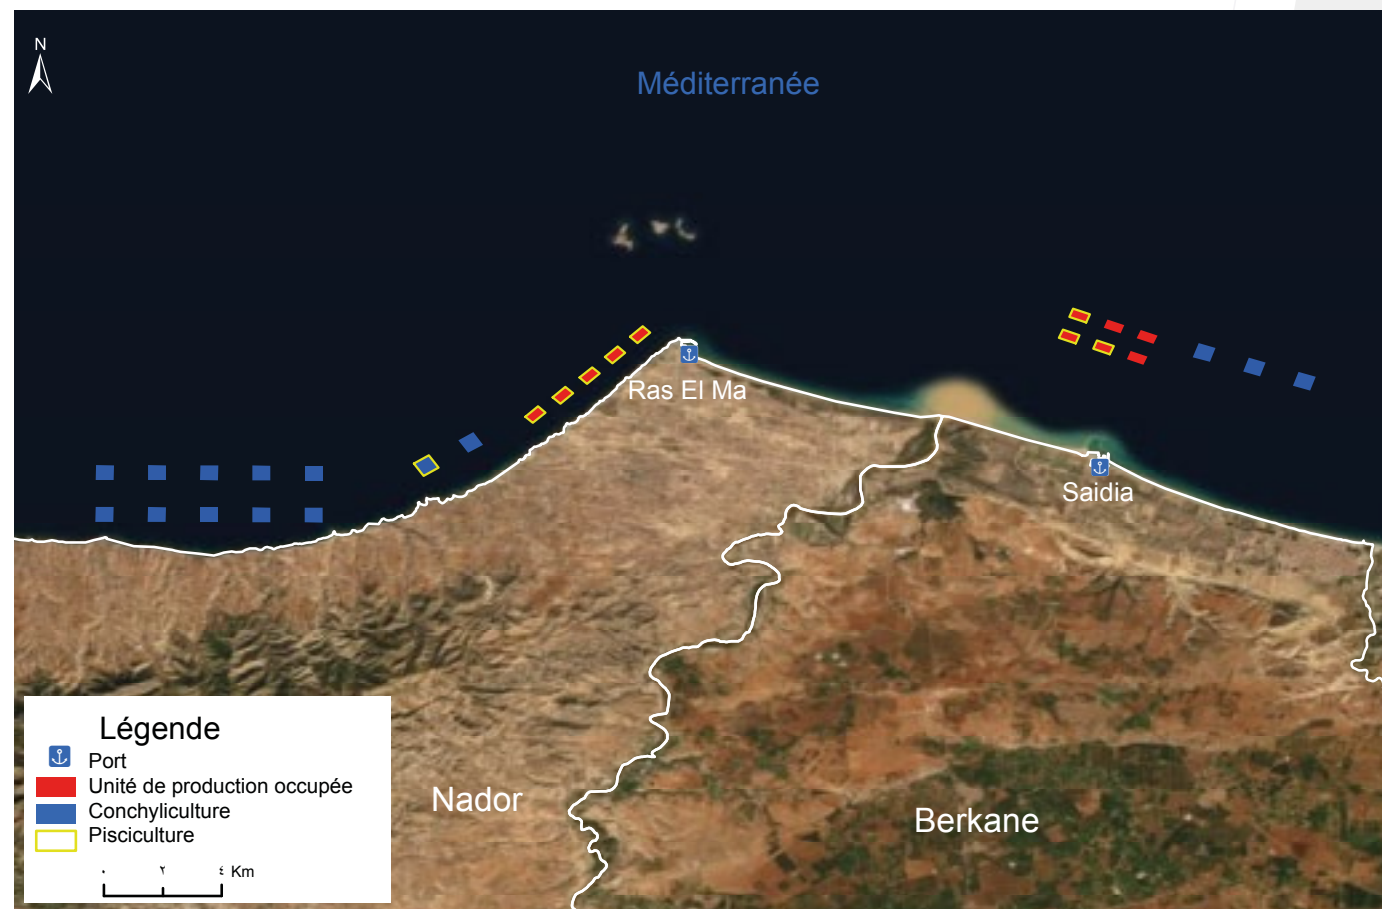 N
Méditerranée
Ras El Ma
Saidia
Légende
Port
Unité de production occupée
Conchyliculture
Pisciculture
٠ ٢ ٤ Km
Nador
Berkane